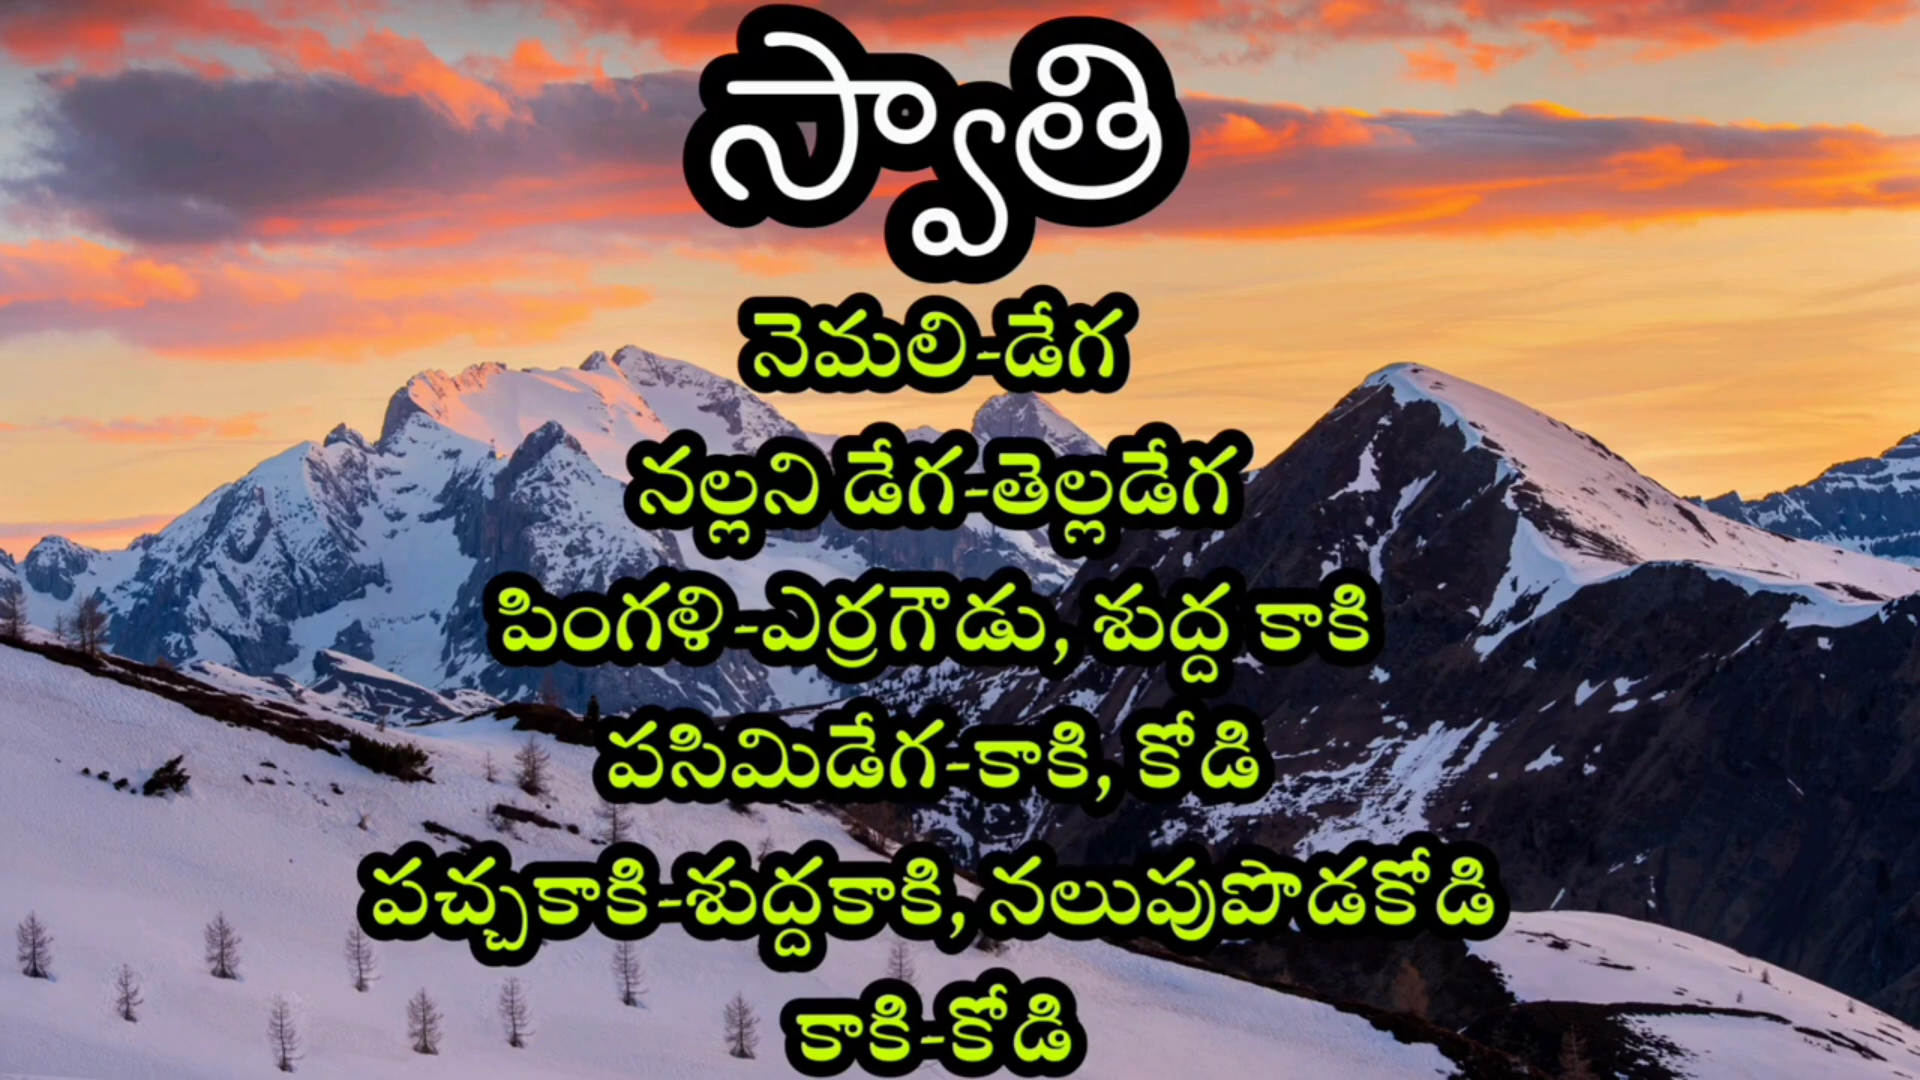 స్వాతి
నెమలి-డేగ
నల్లని డేగ-తెల్లడేగ
పింగళి-ఎర్రగౌడు, శుద్ద కాకి
పసిమిడేగ-కాకి, కోడి
పచ్చకాకి-శుద్దకాకి, నలుపుపొడకోడి
కాకి-కోడి